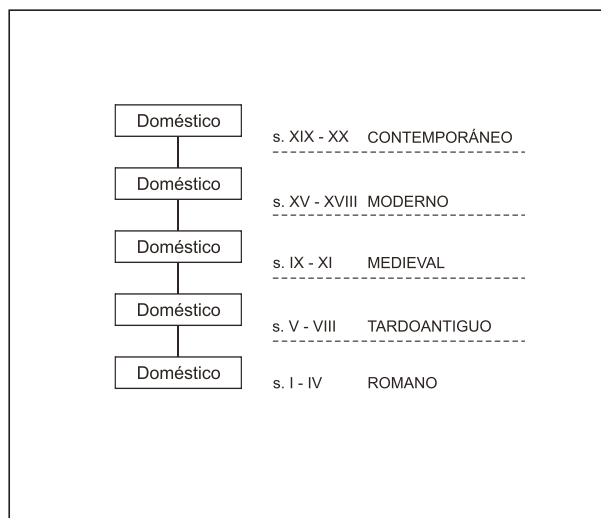 Doméstico
s. XIX - XX CONTEMPORÁNEO
Doméstico
s. XV - XVIII MODERNO
Doméstico
s. IX - XI MEDIEVAL
Doméstico
s. V - VIII TARDOANTIGUO
Doméstico
s. I - IV ROMANO